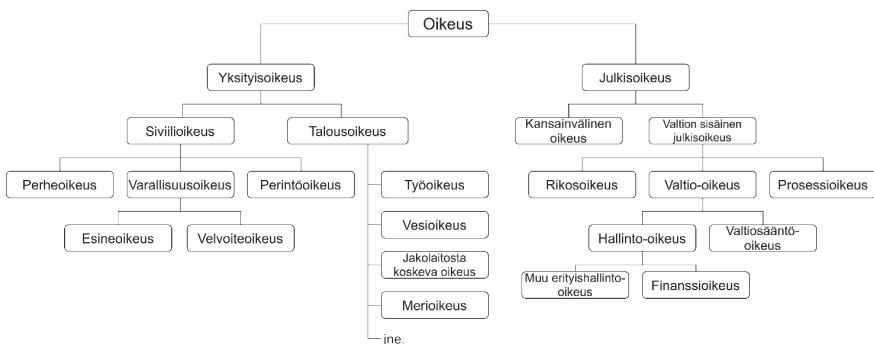 Oikeus
Yksityisoikeus
Julkisoikeus
Siviilioikeus
Talousoikeus
Kansainvälinen
oikeus
Valtion sisäinen
julkisoikeus
Perheoikeus
Varallisuusoikeus
Perintöoikeus
Työoikeus
Rikosoikeus
Valtio-oikeus
Prosessioikeus
Esineoikeus
Velvoiteoikeus
Vesioikeus
Hallinto-oikeus
Valtiosääntö-
oikeus
Jakolaitosta
koskeva oikeus
Muu erityishallinto-
oikeus
Finanssioikeus
Merioikeus
ine.